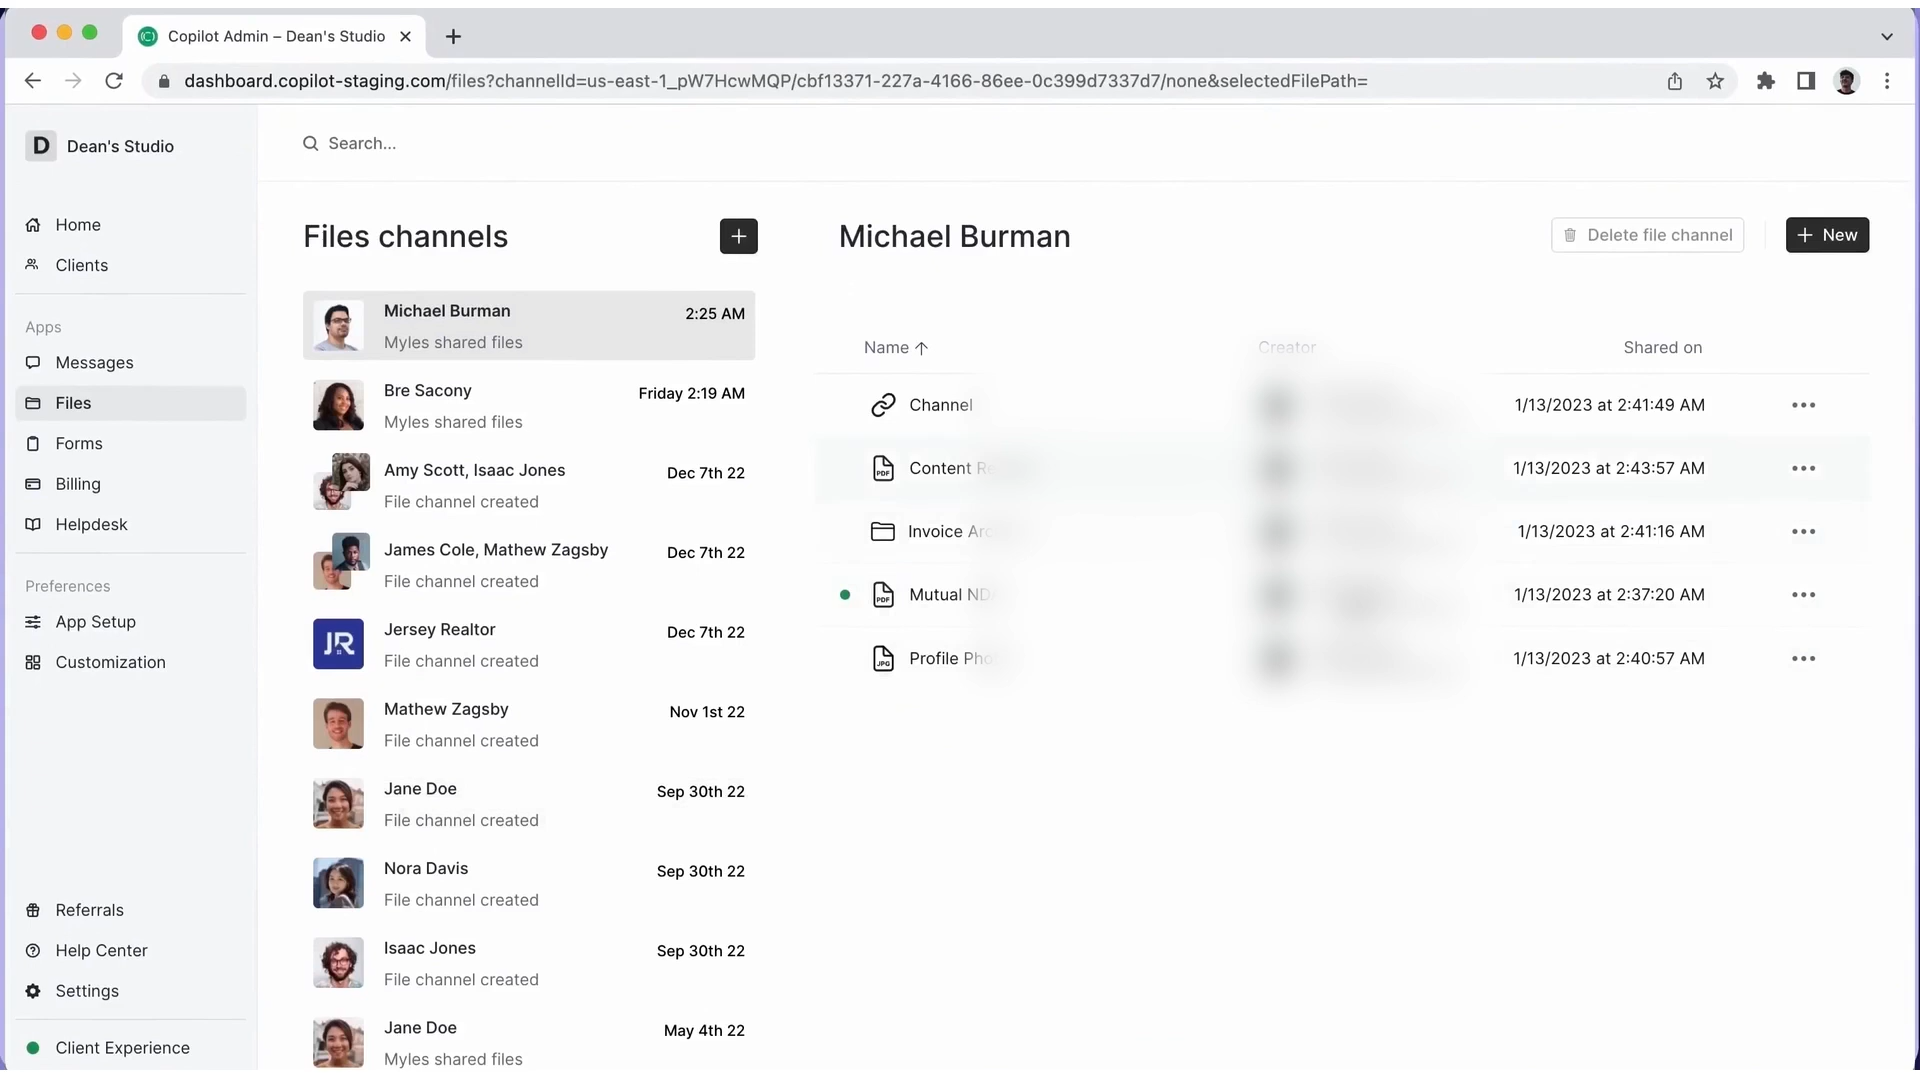 Copilot Admin – Dean's Studio
dashboard.copilot-staging.com/files?channelId=us-east-1_pW7HcwMQP/cbf13371-227a-4166-86ee-0c399d7337d7/none&selectedFilePath=
D Dean's Studio
Search...
Home
Clients
Apps
Messages
Files
Forms
Billing
Helpdesk
Preferences
App Setup
Customization
Referrals
Help Center
Settings
Client Experience
Files channels
Michael Burman 2:25 AM
Myles shared files
Bre Sacony Friday 2:19 AM
Myles shared files
Amy Scott, Isaac Jones Dec 7th 22
File channel created
James Cole, Mathew Zagsby Dec 7th 22
File channel created
JR
Jersey Realtor Dec 7th 22
File channel created
Mathew Zagsby Nov 1st 22
File channel created
Jane Doe Sep 30th 22
File channel created
Nora Davis Sep 30th 22
File channel created
Isaac Jones Sep 30th 22
File channel created
Jane Doe May 4th 22
Myles shared files
Michael Burman
Delete file channel
New
Name Creator Shared on
Channel 1/13/2023 at 2:41:49 AM
PDF Content 1/13/2023 at 2:43:57 AM
Invoice 1/13/2023 at 2:41:16 AM
PDF Mutual 1/13/2023 at 2:37:20 AM
JPG Profile 1/13/2023 at 2:40:57 AM